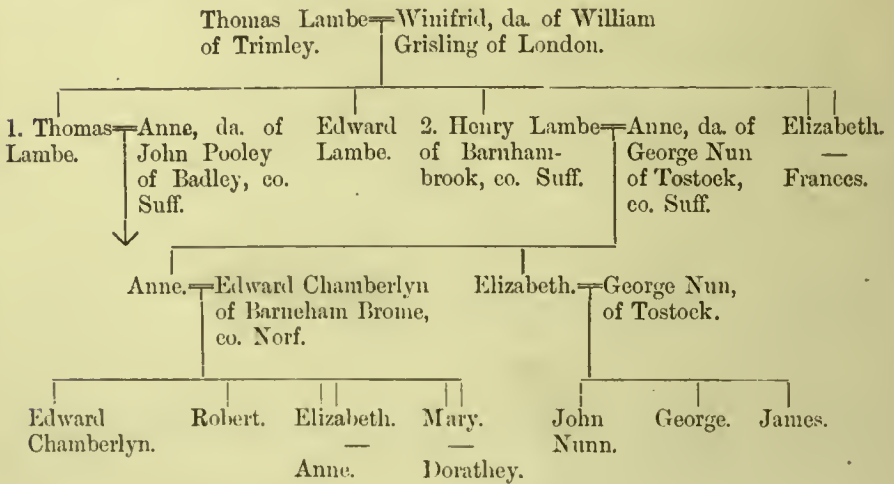 Thomas Lambe=Winifrid, da. of William
of Trimley. Grisling of London.
1. Thomas=Anne, da. of Edward 2. Henry Lambe=Anne, da. of Elizabeth.
Lambe. John Pooley Lambe. of Barnham- George Nun —
of Badley, co. brook, co. Suff. of Tostock, Frances.
Suff. co. Suff.
Anne.=Edward Chamberlyn Elizabeth.=George Nun,
of Barneham Brome, of Tostock.
co. Norf.
Edward Robert. Elizabeth. Mary. John George. James.
Chamberlyn. — — Nunn.
Anne. Dorathey.